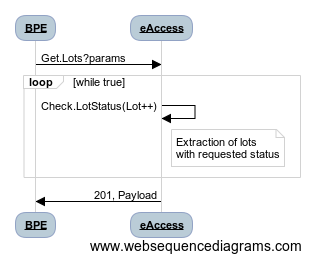 BPE
eAccess
Get.Lots?params
loop
[while true]
Check.LotStatus(Lot++)
Extraction of lots
with requested status
201, Payload
BPE
eAccess
www.websequencediagrams.com